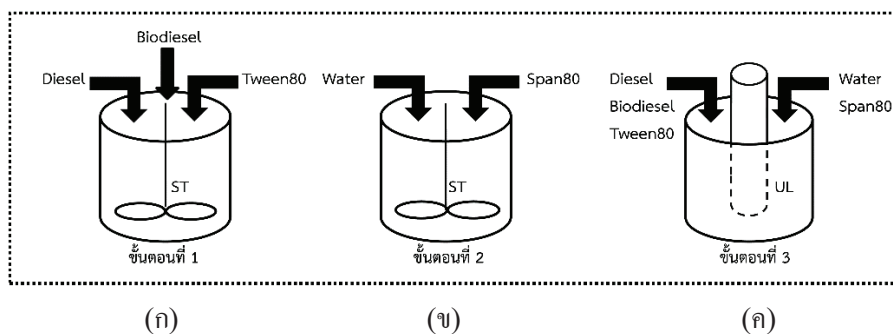 Biodiesel
Diesel
Tween80
ST
ขั้นตอนที่ 1
Water
Span80
ST
ขั้นตอนที่ 2
Diesel
Biodiesel
Tween80
Water
Span80
UL
ขั้นตอนที่ 3
(ก)
(ข)
(ค)